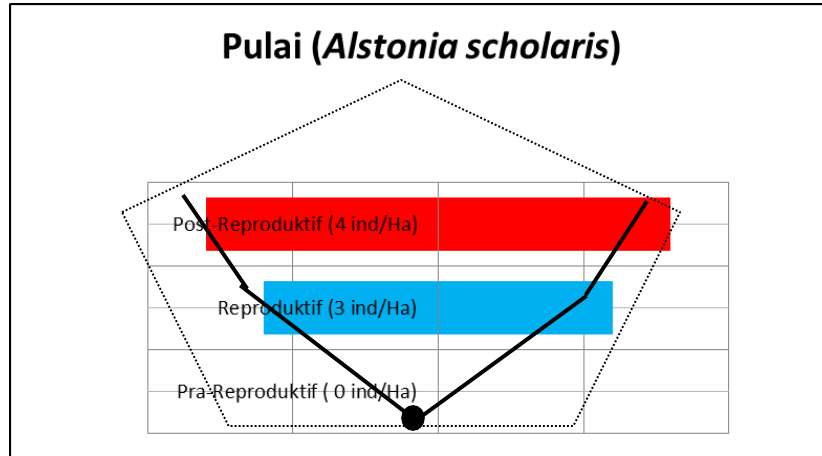 Pulai (Alstonia scholaris)
Post-Reproduktif (4 ind/Ha)
Reproduktif (3 ind/Ha)
Pra-Reproduktif ( 0 ind/Ha)